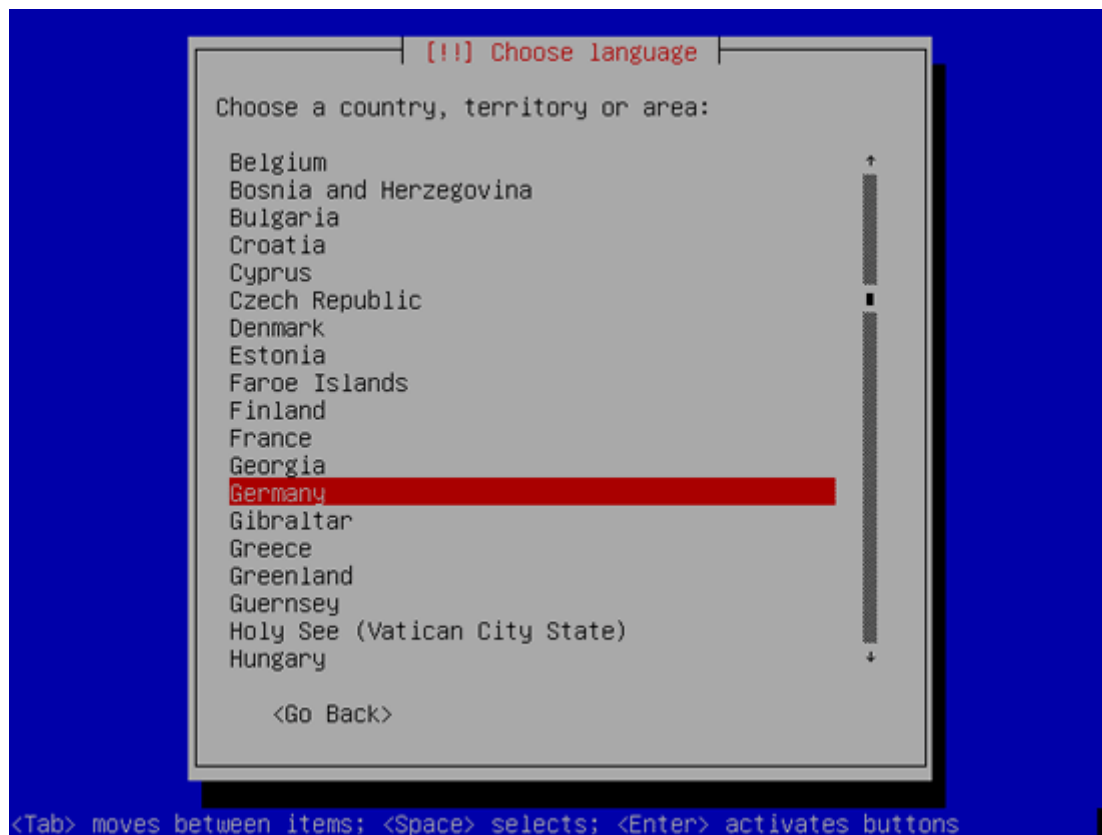 [!!] Choose language
Choose a country, territory or area:
Belgium
Bosnia and Herzegovina
Bulgaria
Croatia
Cyprus
Czech Republic
Denmark
Estonia
Faroe Islands
Finland
France
Georgia
Germany
Gibraltar
Greece
Greenland
Guernsey
Holy See (Vatican City State)
Hungary
<Go Back>
<Tab> moves between items; <Space> selects; <Enter> activates buttons